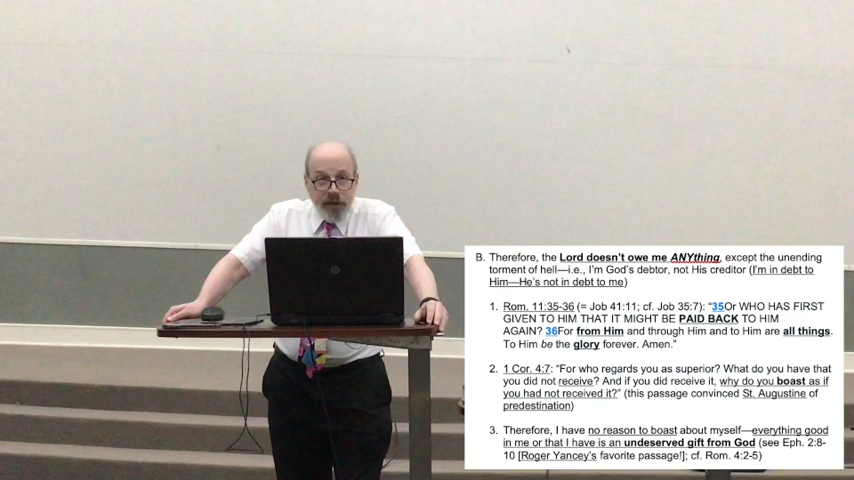 B. Therefore, the Lord doesn't owe me ANYthing, except the unending
torment of hell—i.e., I'm God's debtor, not His creditor (I'm in debt to
Him—He's not in debt to me)
1. Rom. 11:35-36 (= Job 41:11; cf. Job 35:7): "35Or WHO HAS FIRST
GIVEN TO HIM THAT IT MIGHT BE PAID BACK TO HIM
AGAIN? 36For from Him and through Him and to Him are all things.
To Him be the glory forever. Amen."
2. 1 Cor. 4:7: "For who regards you as superior? What do you have that
you did not receive? And if you did receive it, why do you boast as if
you had not received it?" (this passage convinced St. Augustine of
predestination)
3. Therefore, I have no reason to boast about myself—everything good
in me or that I have is an undeserved gift from God (see Eph. 2:8-
10 [Roger Yancey's favorite passage!]; cf. Rom. 4:2-5)
hp